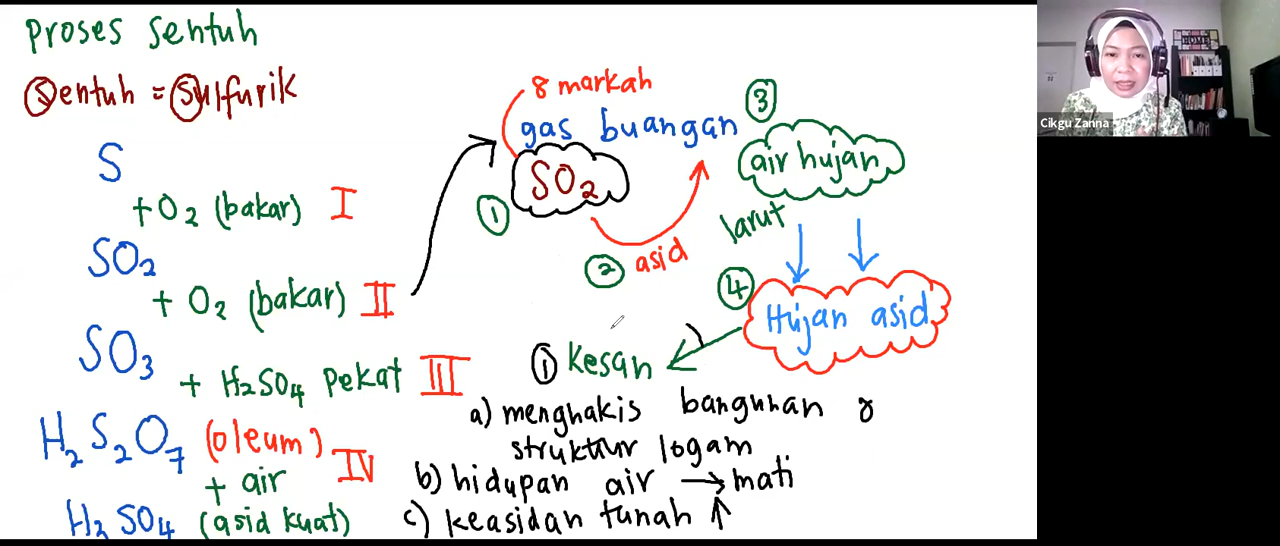 Proses sentuh
Sentuh = Sulfurik
S
+ O2 (bakar) I
SO2
+ O2 (bakar) II
SO3
+ H2SO4 pekat III
H2S2O7 (oleum) IV
+ air
H2SO4 (asid kuat)
8 markah
gas buangan
SO2
①
② asid
③
air hujan
larut
④
Hujan asid
① kesan
a) menghakis bangunan &
struktur logam
b) hidupan air → mati
c) keasidan tanah ↑
HOME
Cikgu Zanna